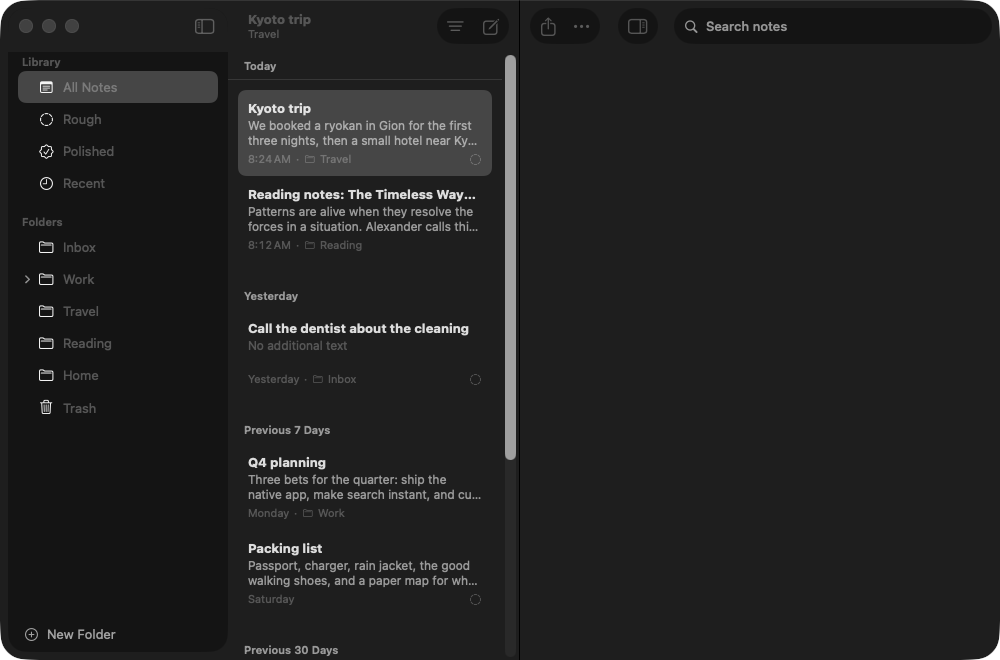 Library
All Notes
Rough
Polished
Recent
Folders
Inbox
Work
Travel
Reading
Home
Trash
New Folder
Kyoto trip
Travel
Today
Kyoto trip
We booked a ryokan in Gion for the first
three nights, then a small hotel near Ky...
8:24 AM · Travel
Reading notes: The Timeless Way...
Patterns are alive when they resolve the
forces in a situation. Alexander calls thi...
8:12 AM · Reading
Yesterday
Call the dentist about the cleaning
No additional text
Yesterday · Inbox
Previous 7 Days
Q4 planning
Three bets for the quarter: ship the
native app, make search instant, and cu...
Monday · Work
Packing list
Passport, charger, rain jacket, the good
walking shoes, and a paper map for wh...
Saturday
Previous 30 Days
Search notes